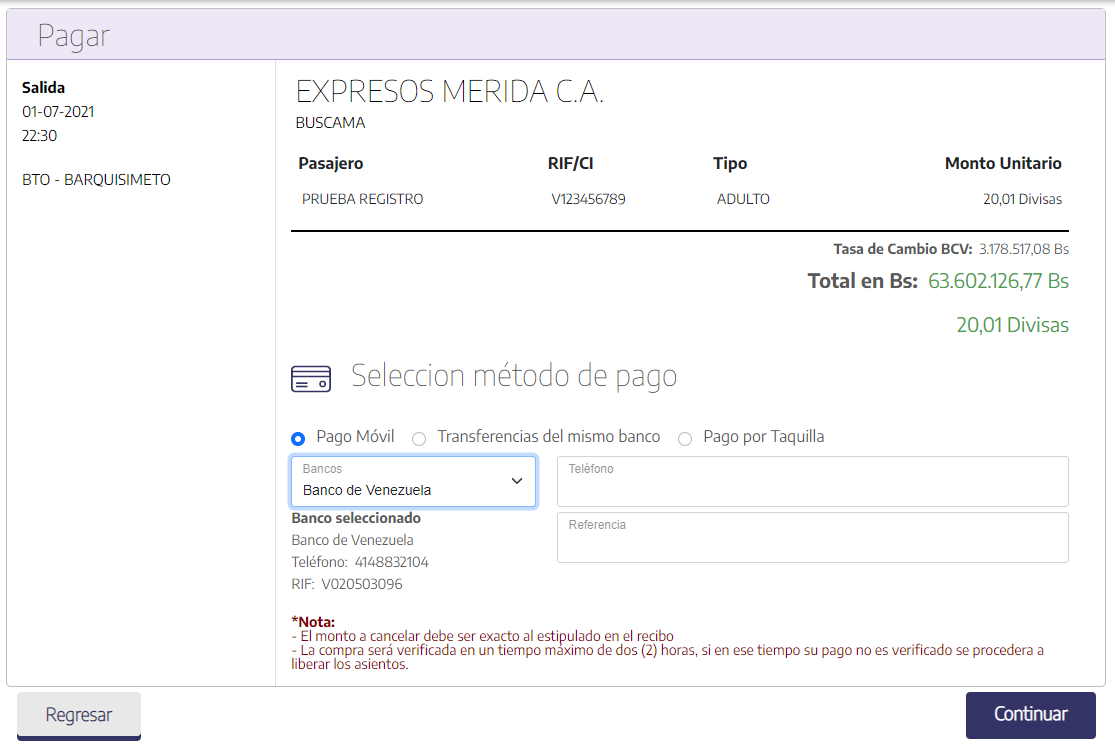 Pagar
Salida
01-07-2021
22:30
BTO - BARQUISIMETO
EXPRESOS MERIDA C.A.
BUSCAMA
Pasajero RIF/CI Tipo Monto Unitario
PRUEBA REGISTRO V123456789 ADULTO 20,01 Divisas
Tasa de Cambio BCV: 3.178.517,08 Bs
Total en Bs: 63.602.126,77 Bs
20,01 Divisas
Seleccion método de pago
Pago Móvil Transferencias del mismo banco Pago por Taquilla
Bancos
Banco de Venezuela
Teléfono
Banco seleccionado
Banco de Venezuela
Teléfono: 4148832104
RIF: V020503096
Referencia
*Nota:
- El monto a cancelar debe ser exacto al estipulado en el recibo
- La compra será verificada en un tiempo máximo de dos (2) horas, si en ese tiempo su pago no es verificado se procedera a
liberar los asientos.
Regresar Continuar